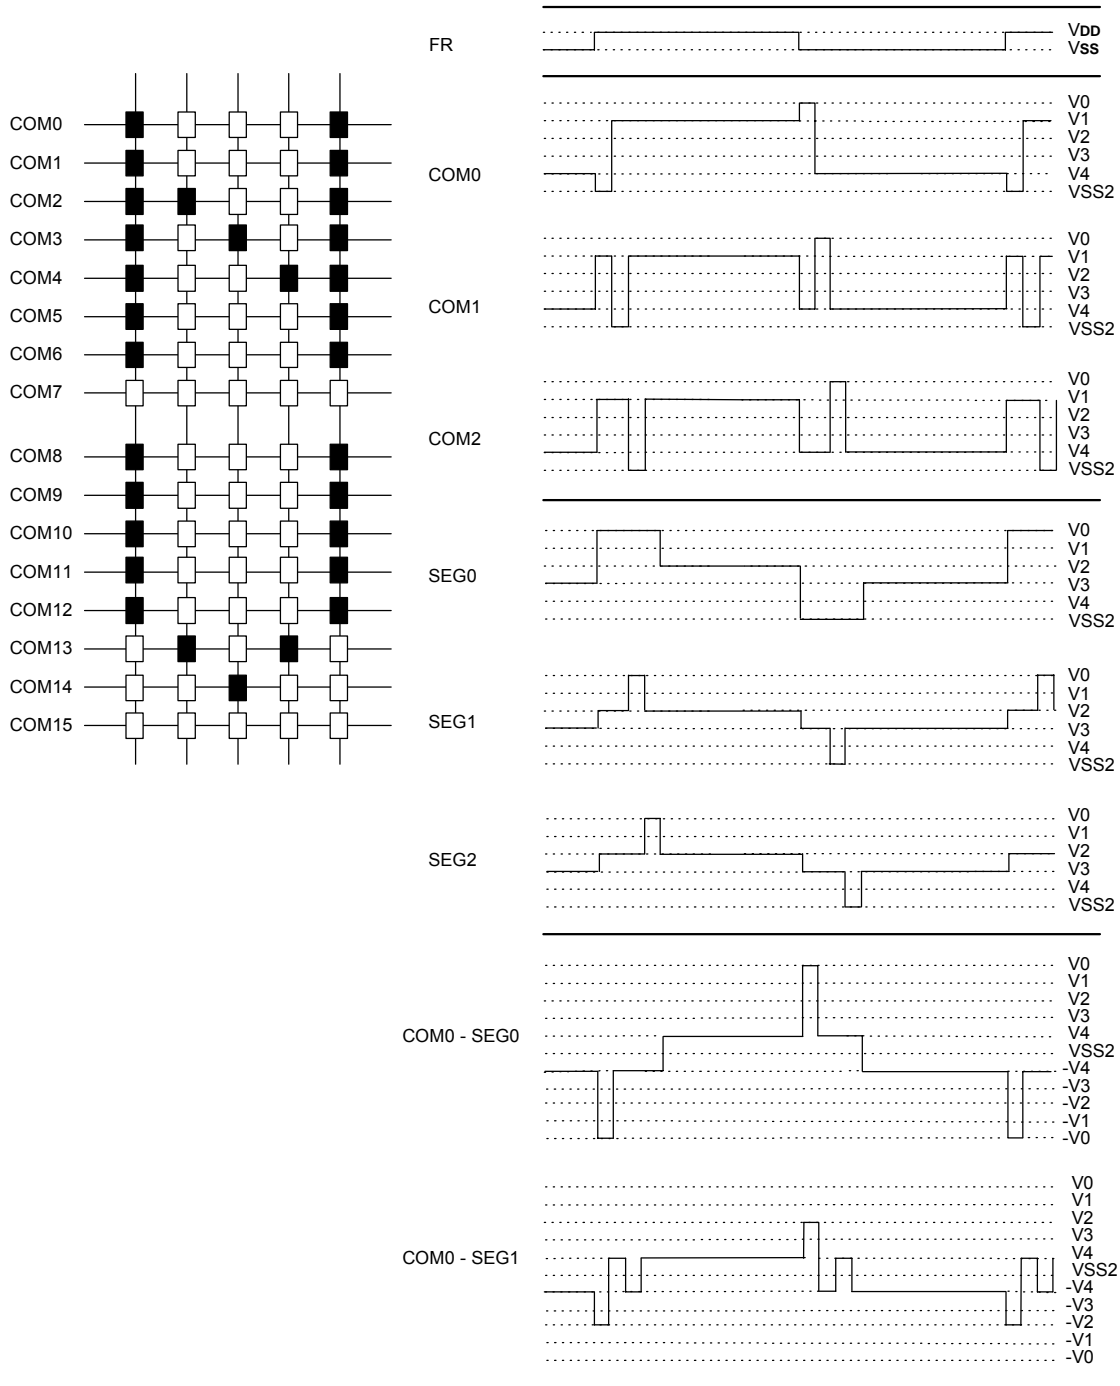 FR
VDD
VSS
COM0
COM1
COM2
COM3
COM4
COM5
COM6
COM7
COM8
COM9
COM10
COM11
COM12
COM13
COM14
COM15
COM0
V0
V1
V2
V3
V4
VSS2
COM1
V0
V1
V2
V3
V4
VSS2
COM2
V0
V1
V2
V3
V4
VSS2
SEG0
V0
V1
V2
V3
V4
VSS2
SEG1
V0
V1
V2
V3
V4
VSS2
SEG2
V0
V1
V2
V3
V4
VSS2
COM0 - SEG0
V0
V1
V2
V3
V4
VSS2
-V4
-V3
-V2
-V1
-V0
COM0 - SEG1
V0
V1
V2
V3
V4
VSS2
-V4
-V3
-V2
-V1
-V0